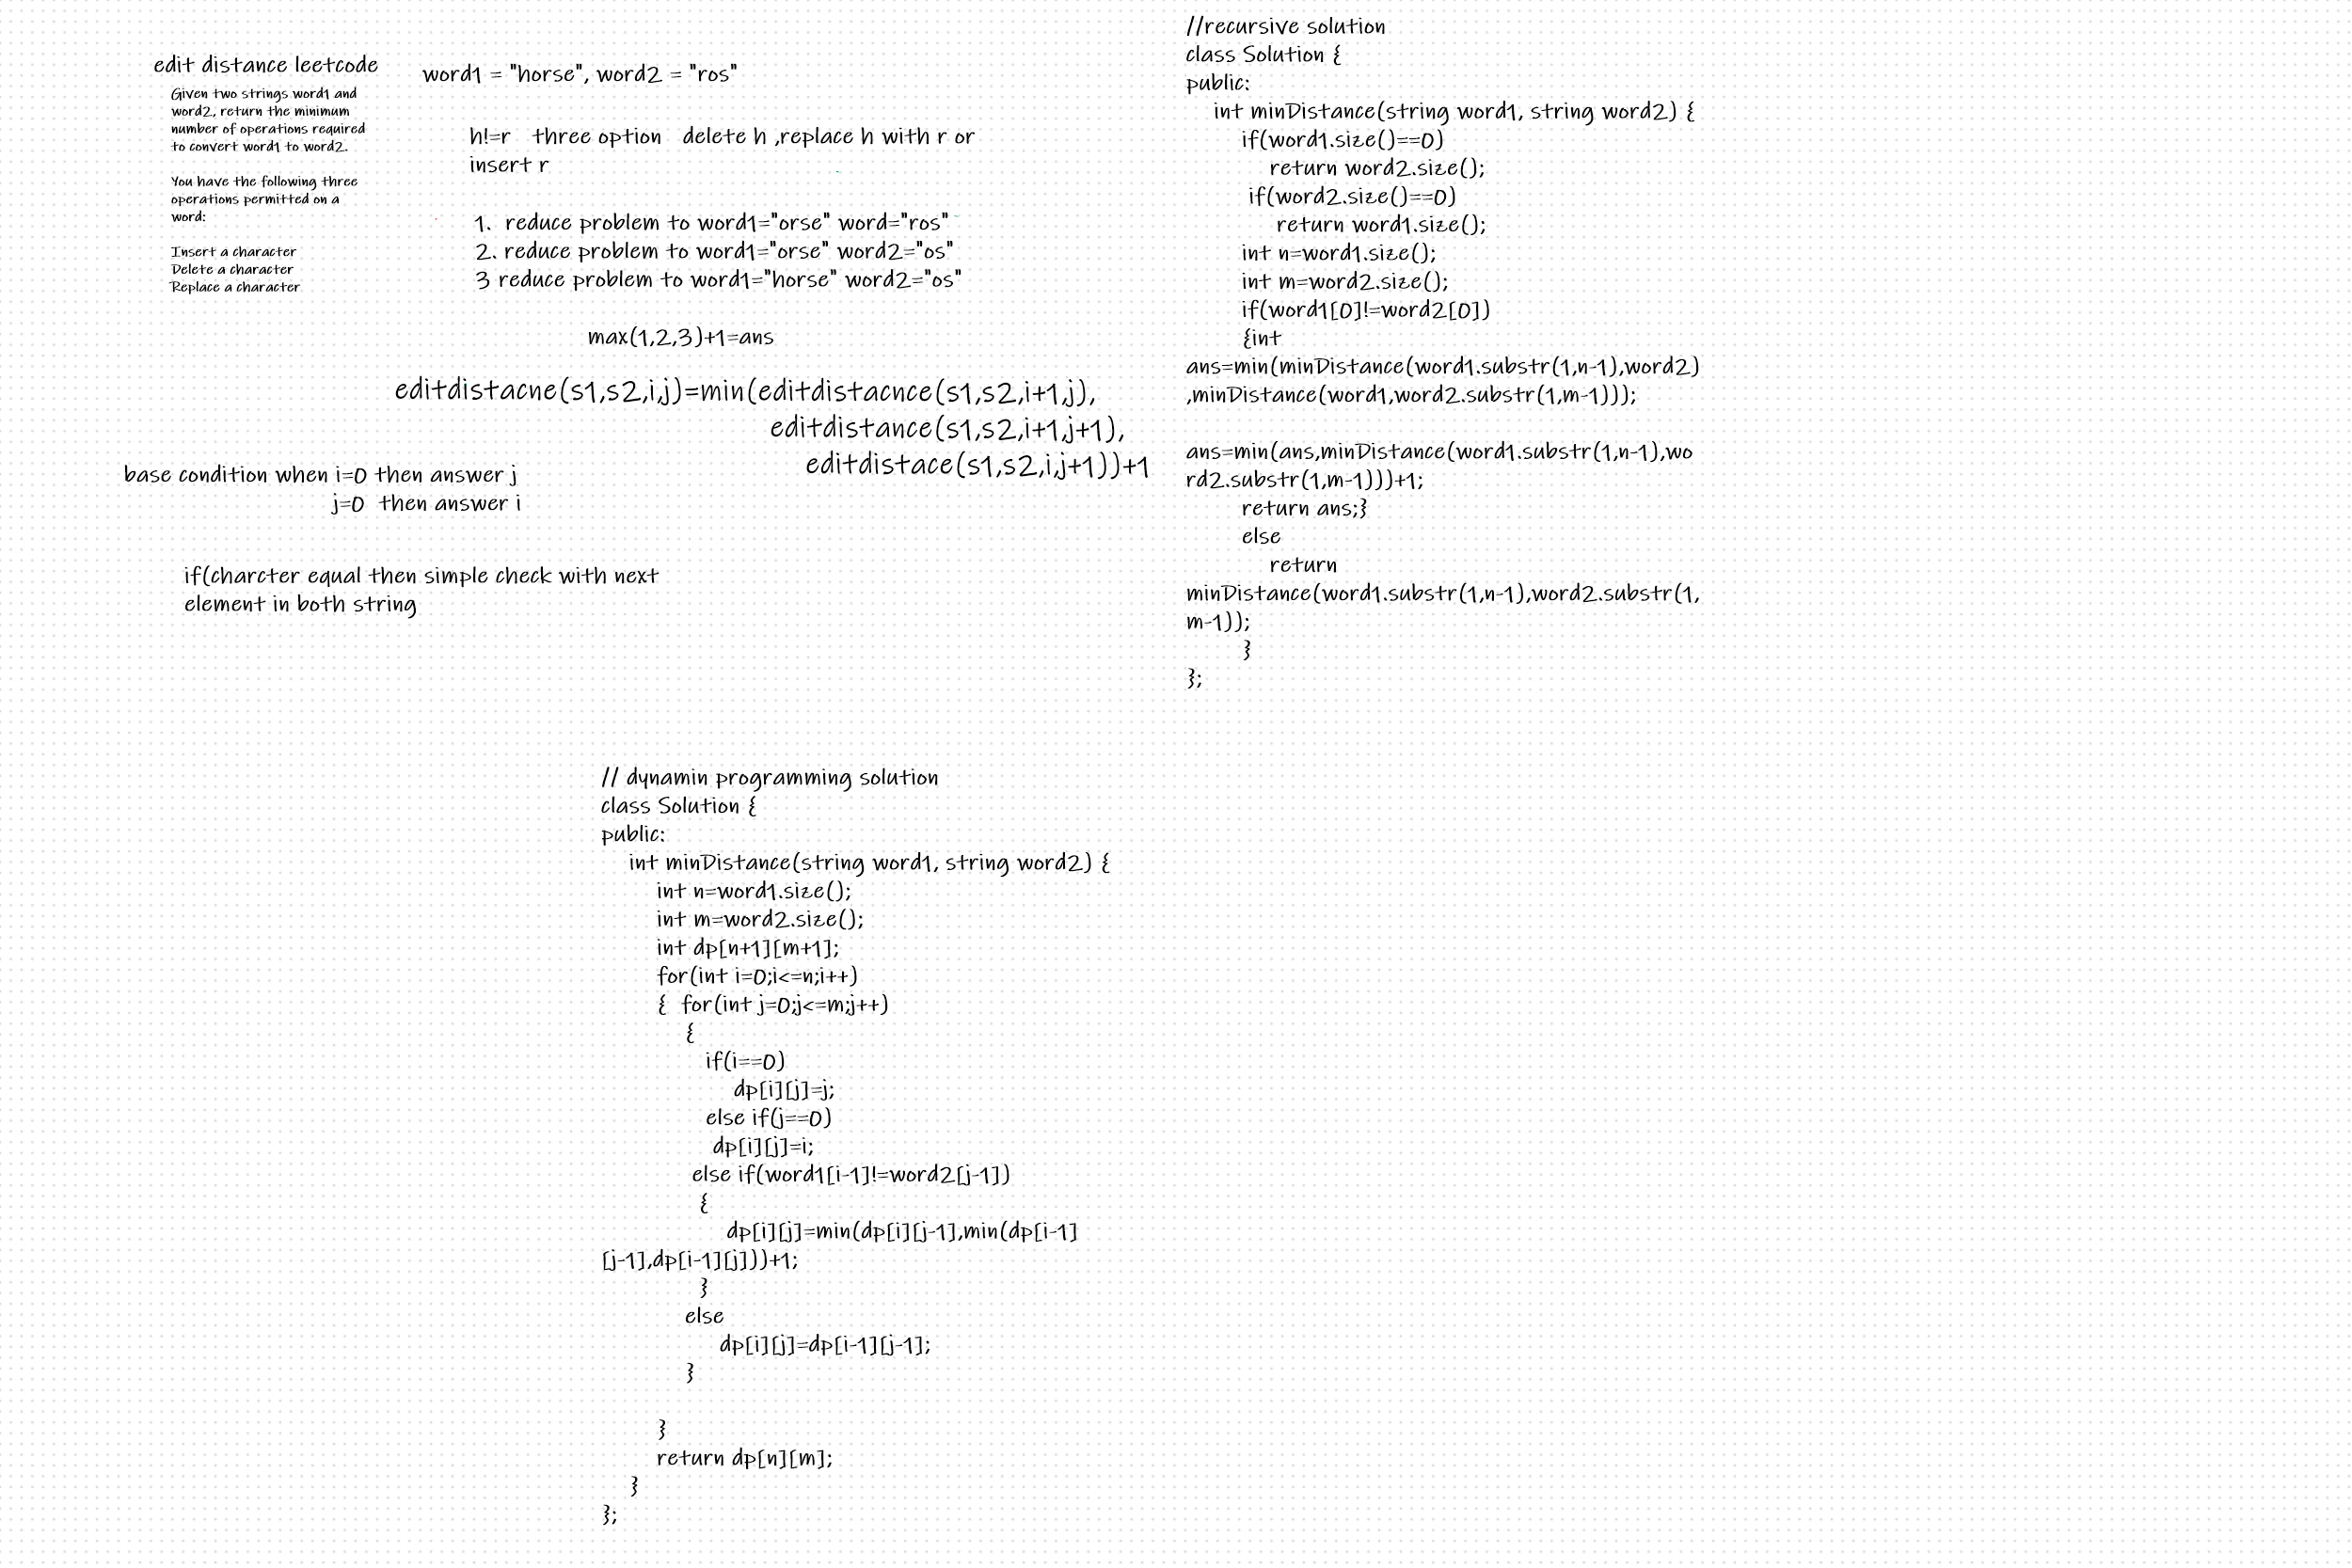 edit distance leetcode
Given two strings word1 and
word2, return the minimum
number of operations required
to convert word1 to word2.
You have the following three
operations permitted on a
word:
Insert a character
Delete a character
Replace a character
word1 = "horse", word2 = "ros"
h!=r three option delete h ,replace h with r or
insert r
1. reduce problem to word1="orse" word="ros"
2. reduce problem to word1="orse" word2="os"
3 reduce problem to word1="horse" word2="os"
max(1,2,3)+1=ans
editdistacne(s1,s2,i,j)=min(editdistacnce(s1,s2,i+1,j),
editdistance(s1,s2,i+1,j+1),
editdistace(s1,s2,i,j+1))+1
base condition when i=0 then answer j
j=0 then answer i
if(charcter equal then simple check with next
element in both string
//recursive solution
class Solution {
public:
int minDistance(string word1, string word2) {
if(word1.size()==0)
return word2.size();
if(word2.size()==0)
return word1.size();
int n=word1.size();
int m=word2.size();
if(word1[0]!=word2[0])
{int
ans=min(minDistance(word1.substr(1,n-1),word2)
,minDistance(word1,word2.substr(1,m-1)));
ans=min(ans,minDistance(word1.substr(1,n-1),wo
rd2.substr(1,m-1)))+1;
return ans;}
else
return
minDistance(word1.substr(1,n-1),word2.substr(1,
m-1));
}
};
// dynamin programming solution
class Solution {
public:
int minDistance(string word1, string word2) {
int n=word1.size();
int m=word2.size();
int dp[n+1][m+1];
for(int i=0;i<=n;i++)
{ for(int j=0;j<=m;j++)
{
if(i==0)
dp[i][j]=j;
else if(j==0)
dp[i][j]=i;
else if(word1[i-1]!=word2[j-1])
{
dp[i][j]=min(dp[i][j-1],min(dp[i-1]
[j-1],dp[i-1][j]))+1;
}
else
dp[i][j]=dp[i-1][j-1];
}
}
return dp[n][m];
}
};